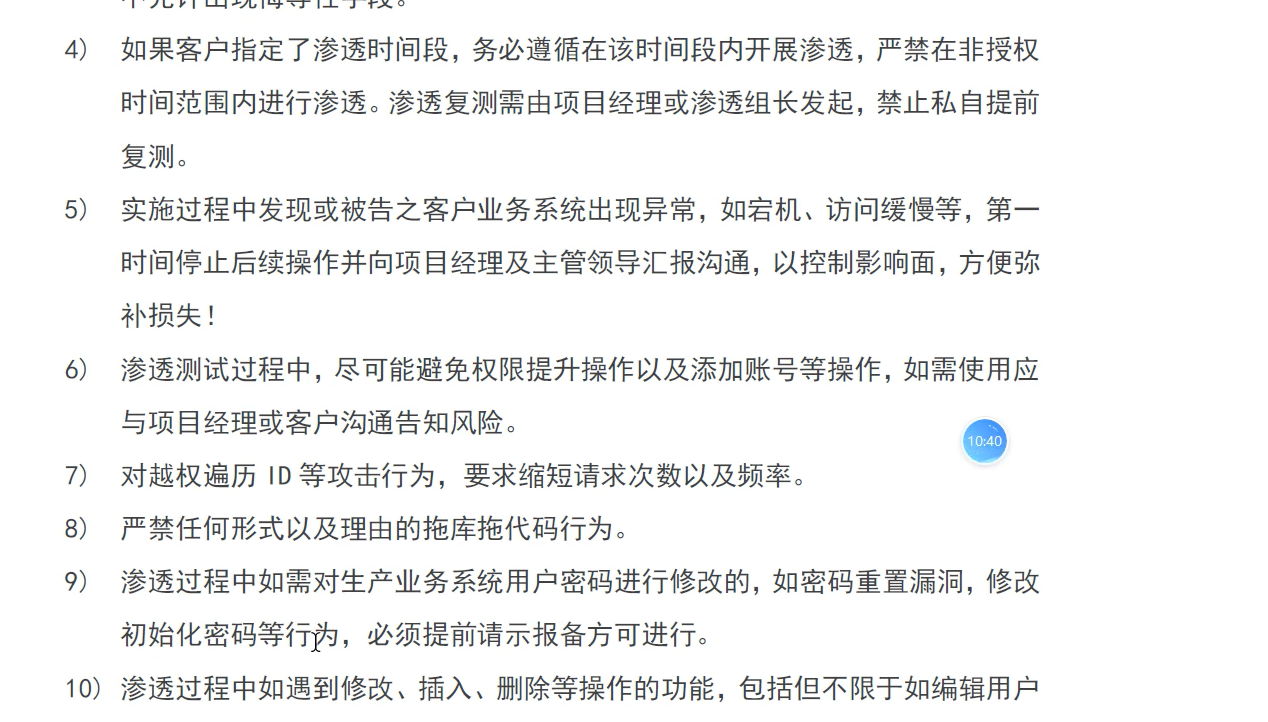 4) 如果客户指定了渗透时间段，务必遵循在该时间段内开展渗透，严禁在非授权
时间范围内进行渗透。渗透复测需由项目经理或渗透组长发起，禁止私自提前
复测。
5) 实施过程中发现或被告之客户业务系统出现异常，如宕机、访问缓慢等，第一
时间停止后续操作并向项目经理及主管领导汇报沟通，以控制影响面，方便弥
补损失！
6) 渗透测试过程中，尽可能避免权限提升操作以及添加账号等操作，如需使用应
与项目经理或客户沟通告知风险。
10:40
7) 对越权遍历 ID 等攻击行为，要求缩短请求次数以及频率。
8) 严禁任何形式以及理由的拖库拖代码行为。
9) 渗透过程中如需对生产业务系统用户密码进行修改的，如密码重置漏洞，修改
初始化密码等行为，必须提前请示报备方可进行。
10) 渗透过程中如遇到修改、插入、删除等操作的功能，包括但不限于如编辑用户